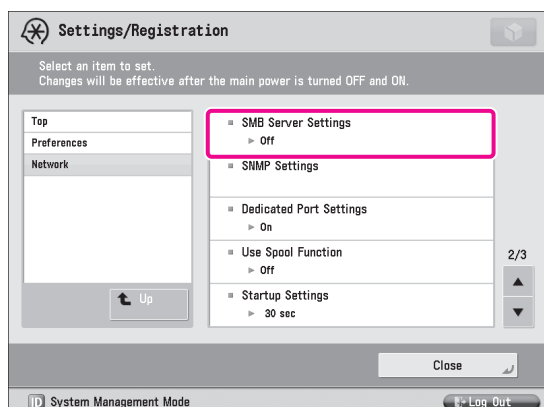 Settings/Registration
Select an item to set.
Changes will be effective after the main power is turned OFF and ON.
Top
Preferences
Network
Up
SMB Server Settings
Off
SNMP Settings
Dedicated Port Settings
On
Use Spool Function
Off
Startup Settings
30 sec
2/3
Close
ID System Management Mode
Log Out